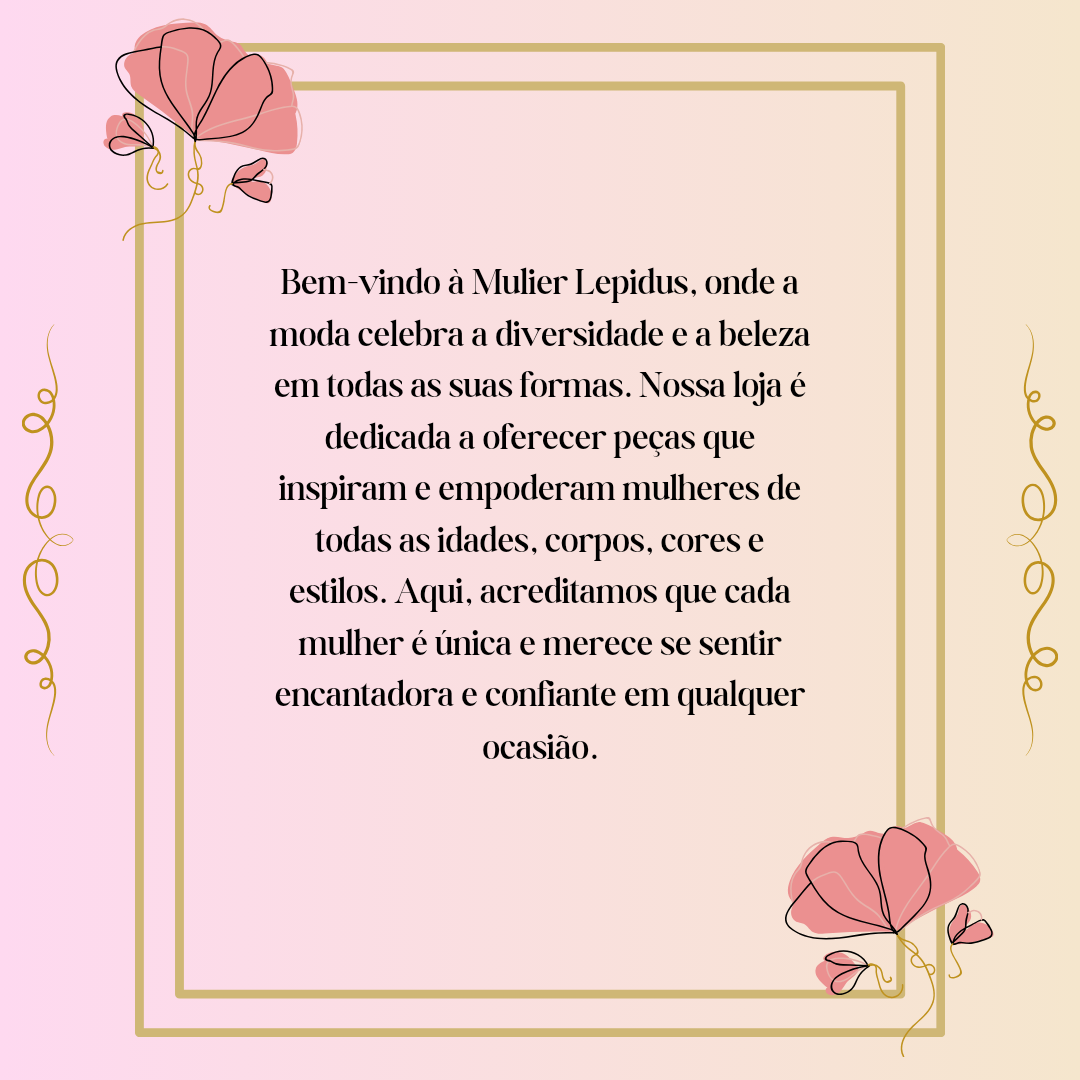 Bem-vindo à Mulier Lepidus, onde a
moda celebra a diversidade e a beleza
em todas as suas formas. Nossa loja é
dedicada a oferecer peças que
inspiram e empoderam mulheres de
todas as idades, corpos, cores e
estilos. Aqui, acreditamos que cada
mulher é única e merece se sentir
encantadora e confiante em qualquer
ocasião.